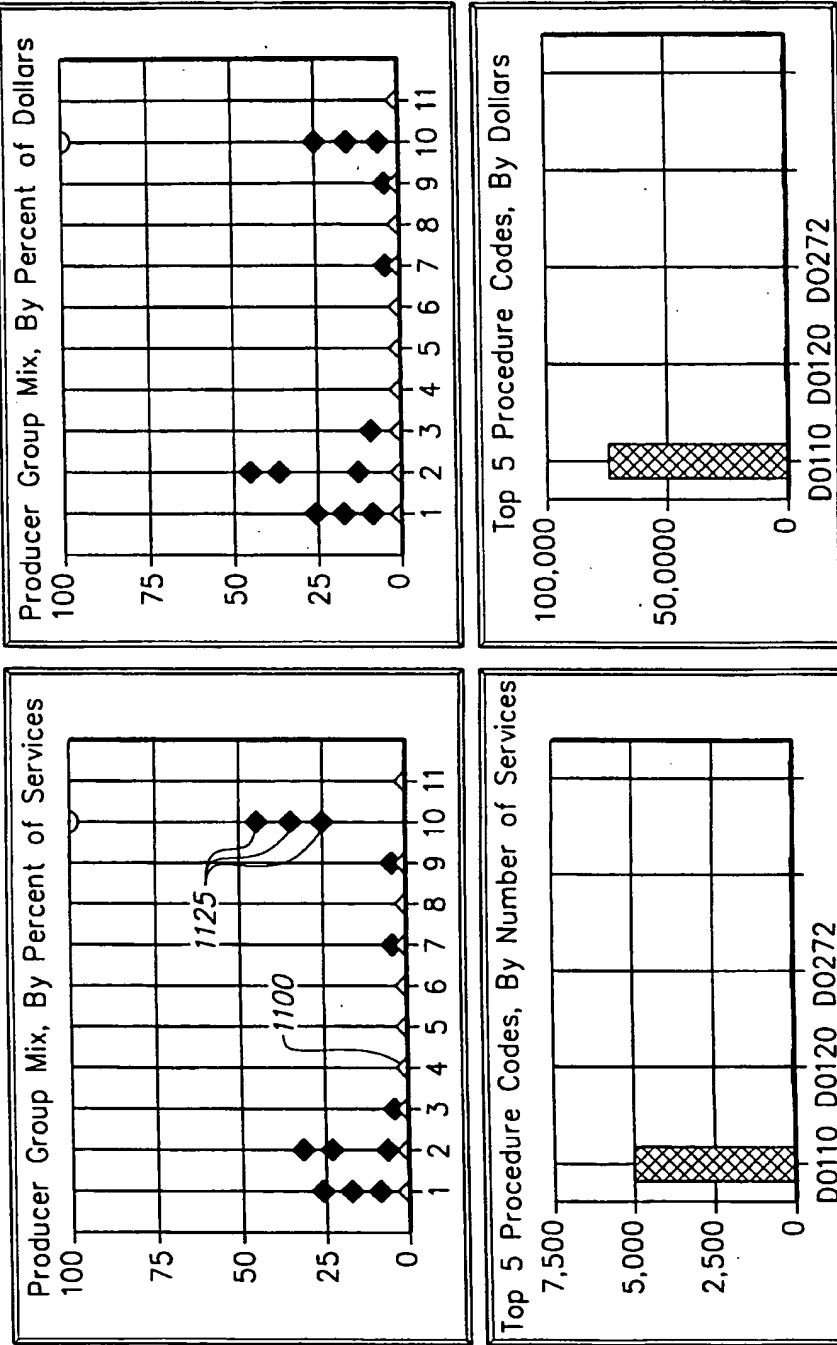 Producer Group Mix, By Percent of Services
100
75
50
25
0
1 2 3 4 5 6 7 8 9 10 11
1100
1125
Producer Group Mix, By Percent of Dollars
100
75
50
25
0
1 2 3 4 5 6 7 8 9 10 11
Top 5 Procedure Codes, By Number of Services
7,500
5,000
2,500
0
D0110 D0120 D0272
Top 5 Procedure Codes, By Dollars
100,000
50,0000
0
D0110 D0120 D0272